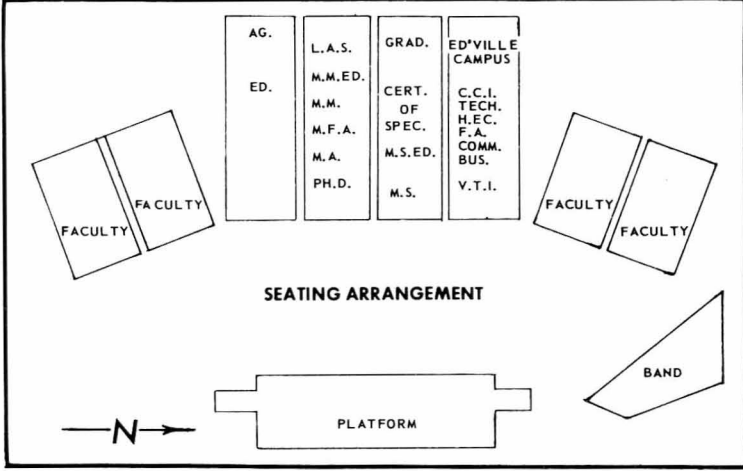 AG.
ED.
L.A.S.
M.M.ED.
M.M.
M.F.A.
M.A.
PH.D.
GRAD.
CERT.
OF
SPEC.
M.S.ED.
M.S.
ED'VILLE
CAMPUS
C.C.I.
TECH.
H.EC.
F.A.
COMM.
BUS.
V.T.I.
FACULTY
FACULTY
FACULTY
FACULTY
SEATING ARRANGEMENT
BAND
PLATFORM
N